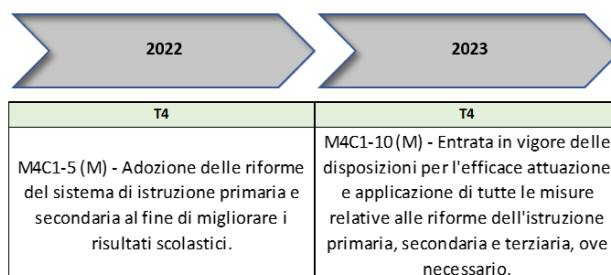 2022
2023
T4
T4
M4C1-5 (M) - Adozione delle riforme
del sistema di istruzione primaria e
secondaria al fine di migliorare i
risultati scolastici.
M4C1-10 (M) - Entrata in vigore delle
disposizioni per l'efficace attuazione
e applicazione di tutte le misure
relative alle riforme dell'istruzione
primaria, secondaria e terziaria, ove
necessario.